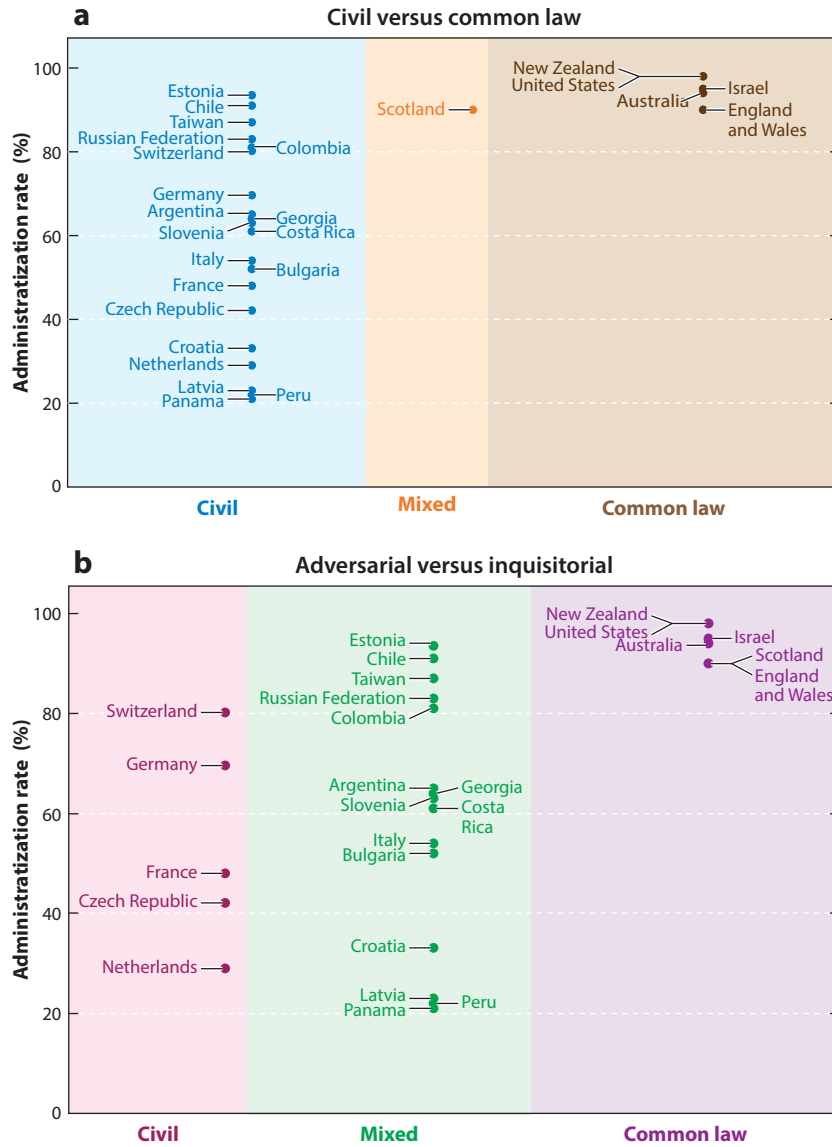 a
Civil versus common law
Administratization rate (%)
100
80
60
40
20
0
Estonia
Chile
Taiwan
Russian Federation
Colombia
Switzerland
Germany
Argentina
Georgia
Slovenia
Costa Rica
Italy
Bulgaria
France
Czech Republic
Croatia
Netherlands
Latvia
Peru
Panama
Scotland
New Zealand
United States
Israel
Australia
England
and Wales
Civil
Mixed
Common law
b
Adversarial versus inquisitorial
Administratization rate (%)
100
80
60
40
20
0
Switzerland
Germany
France
Czech Republic
Netherlands
Estonia
Chile
Taiwan
Russian Federation
Colombia
Argentina
Georgia
Slovenia
Costa
Rica
Italy
Bulgaria
Croatia
Latvia
Peru
Panama
New Zealand
United States
Israel
Australia
Scotland
England
and Wales
Civil
Mixed
Common law